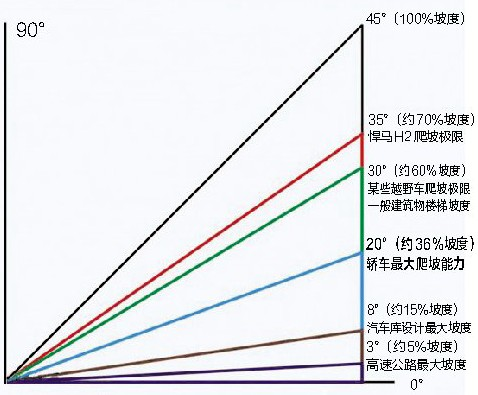 90°
45°（100%坡度）
35°（约70%坡度）
悍马H2爬坡极限
30°（约60%坡度）
某些越野车爬坡极限
一般建筑物楼梯坡度
20°（约36%坡度）
轿车最大爬坡能力
8°（约15%坡度）
汽车库设计最大坡度
3°（约5%坡度）
高速公路最大坡度
0°